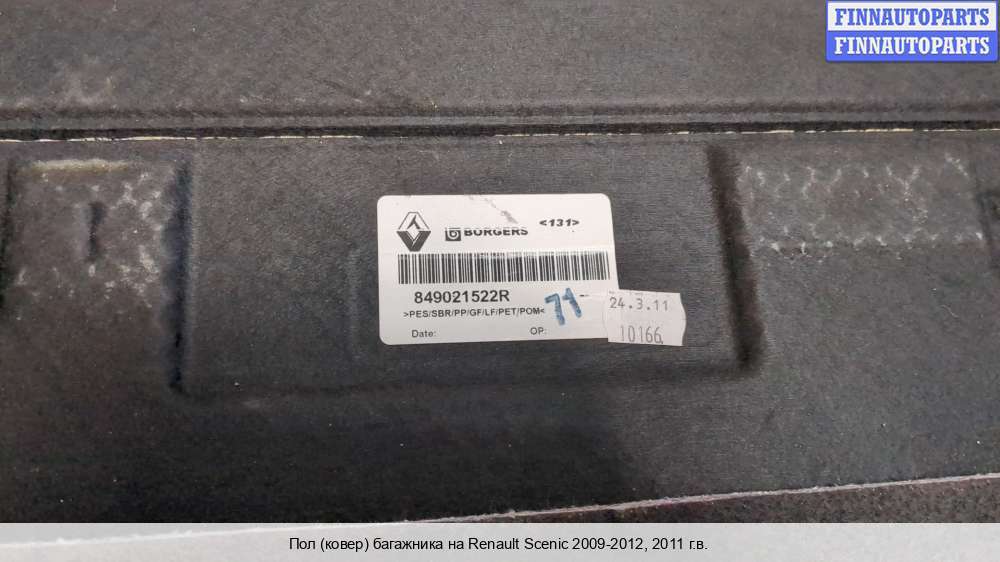 FINNAUTOPARTS
FINNAUTOPARTS
BORGERS <131>
849021522R
>PES/SBR/PP/GF/LF/PET/POM<
71
24.3.11
Date:
OP:
10166
Пол (ковер) багажника на Renault Scenic 2009-2012, 2011 г.в.